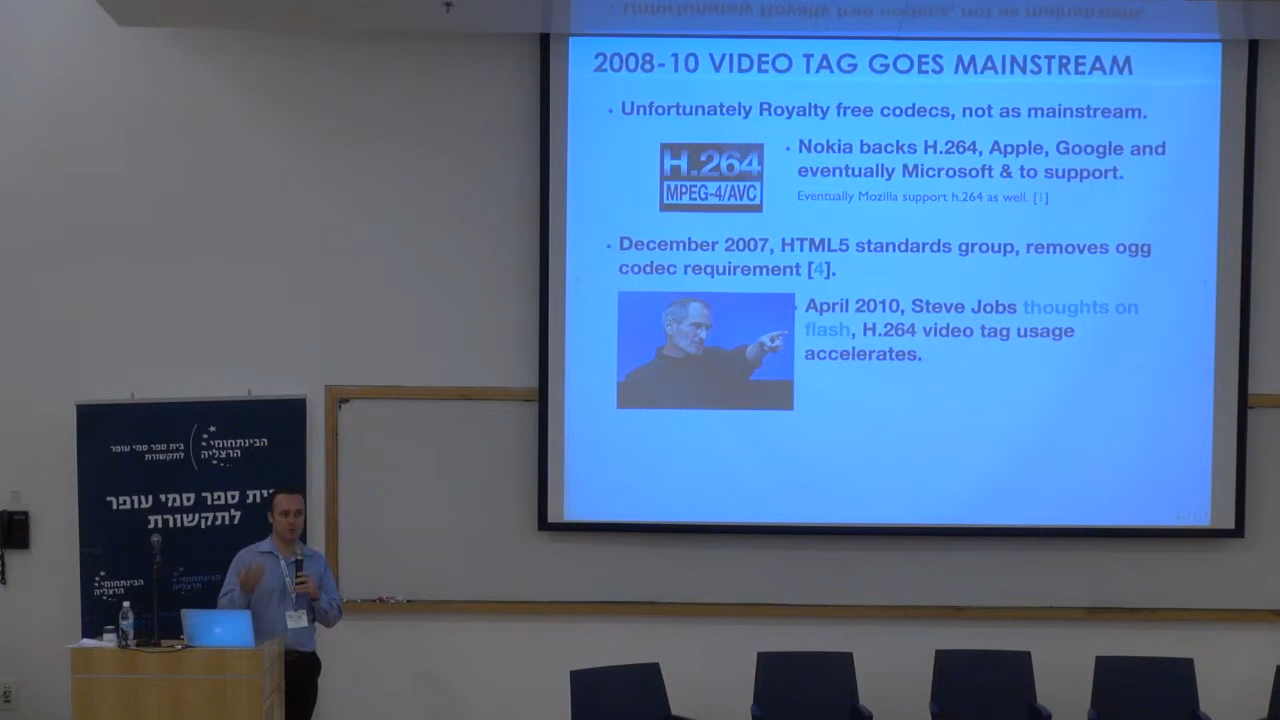 2008-10 VIDEO TAG GOES MAINSTREAM
• Unfortunately Royalty free codecs, not as mainstream.
H.264
MPEG-4/AVC
• Nokia backs H.264, Apple, Google and
eventually Microsoft & to support.
Eventually Mozilla support h.264 as well. [1]
• December 2007, HTML5 standards group, removes ogg
codec requirement [4].
• April 2010, Steve Jobs thoughts on
flash, H.264 video tag usage
accelerates.
בית ספר סמי עופר
לתקשורת
הבינתחומי
הרצליה
בית ספר סמי עופר
לתקשורת
הבינתחומי
הרצליה
הבינתחומי
הרצליה